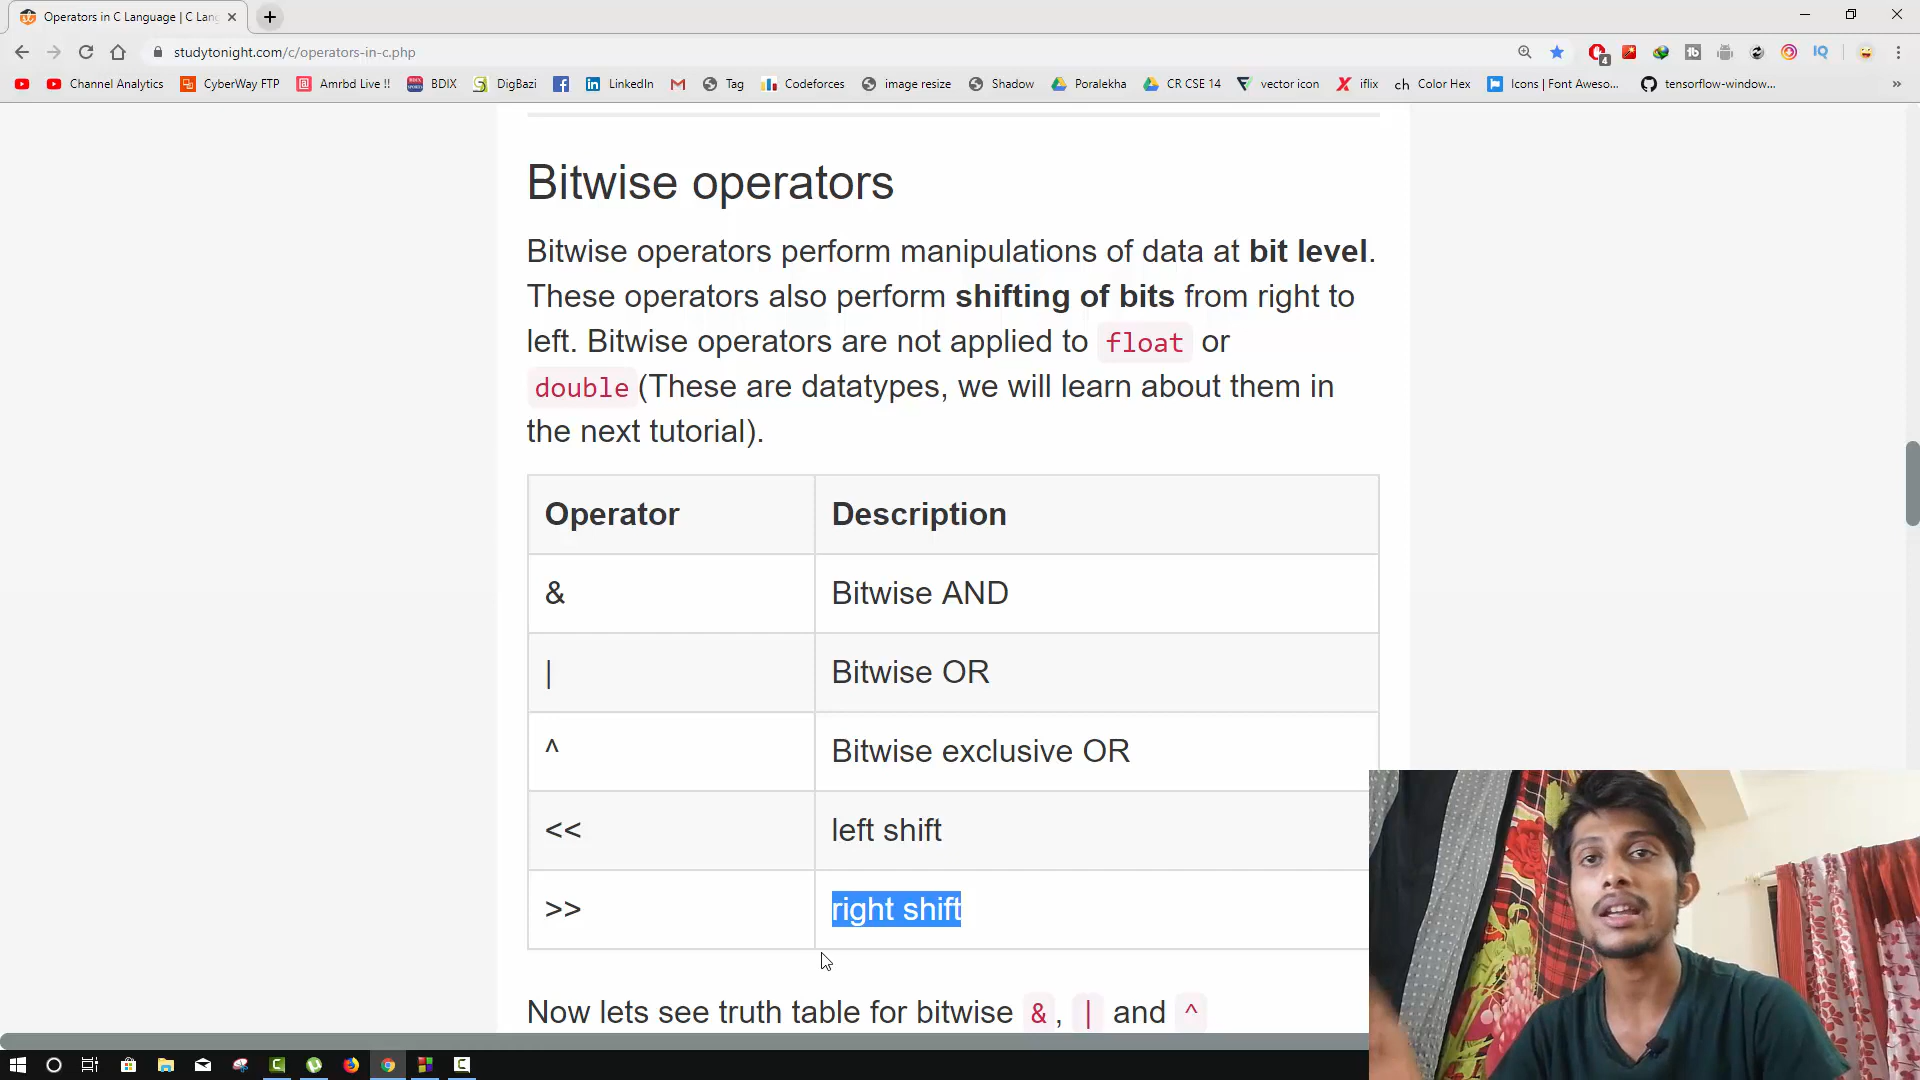 Operators in C Language | C Lang
studytonight.com/c/operators-in-c.php
4
IQ
Channel Analytics
CyberWay FTP
Amrbd Live !!
BDIX
DigBazi
LinkedIn
Tag
Codeforces
image resize
Shadow
Poralekha
CR CSE 14
vector icon
iflix
ch Color Hex
Icons | Font Aweso...
tensorflow-window...
Bitwise operators
Bitwise operators perform manipulations of data at bit level.
These operators also perform shifting of bits from right to
left. Bitwise operators are not applied to float or
double(These are datatypes, we will learn about them in
the next tutorial).
Operator Description
& Bitwise AND
| Bitwise OR
^ Bitwise exclusive OR
<< left shift
>> right shift
Now lets see truth table for bitwise &, | and ^